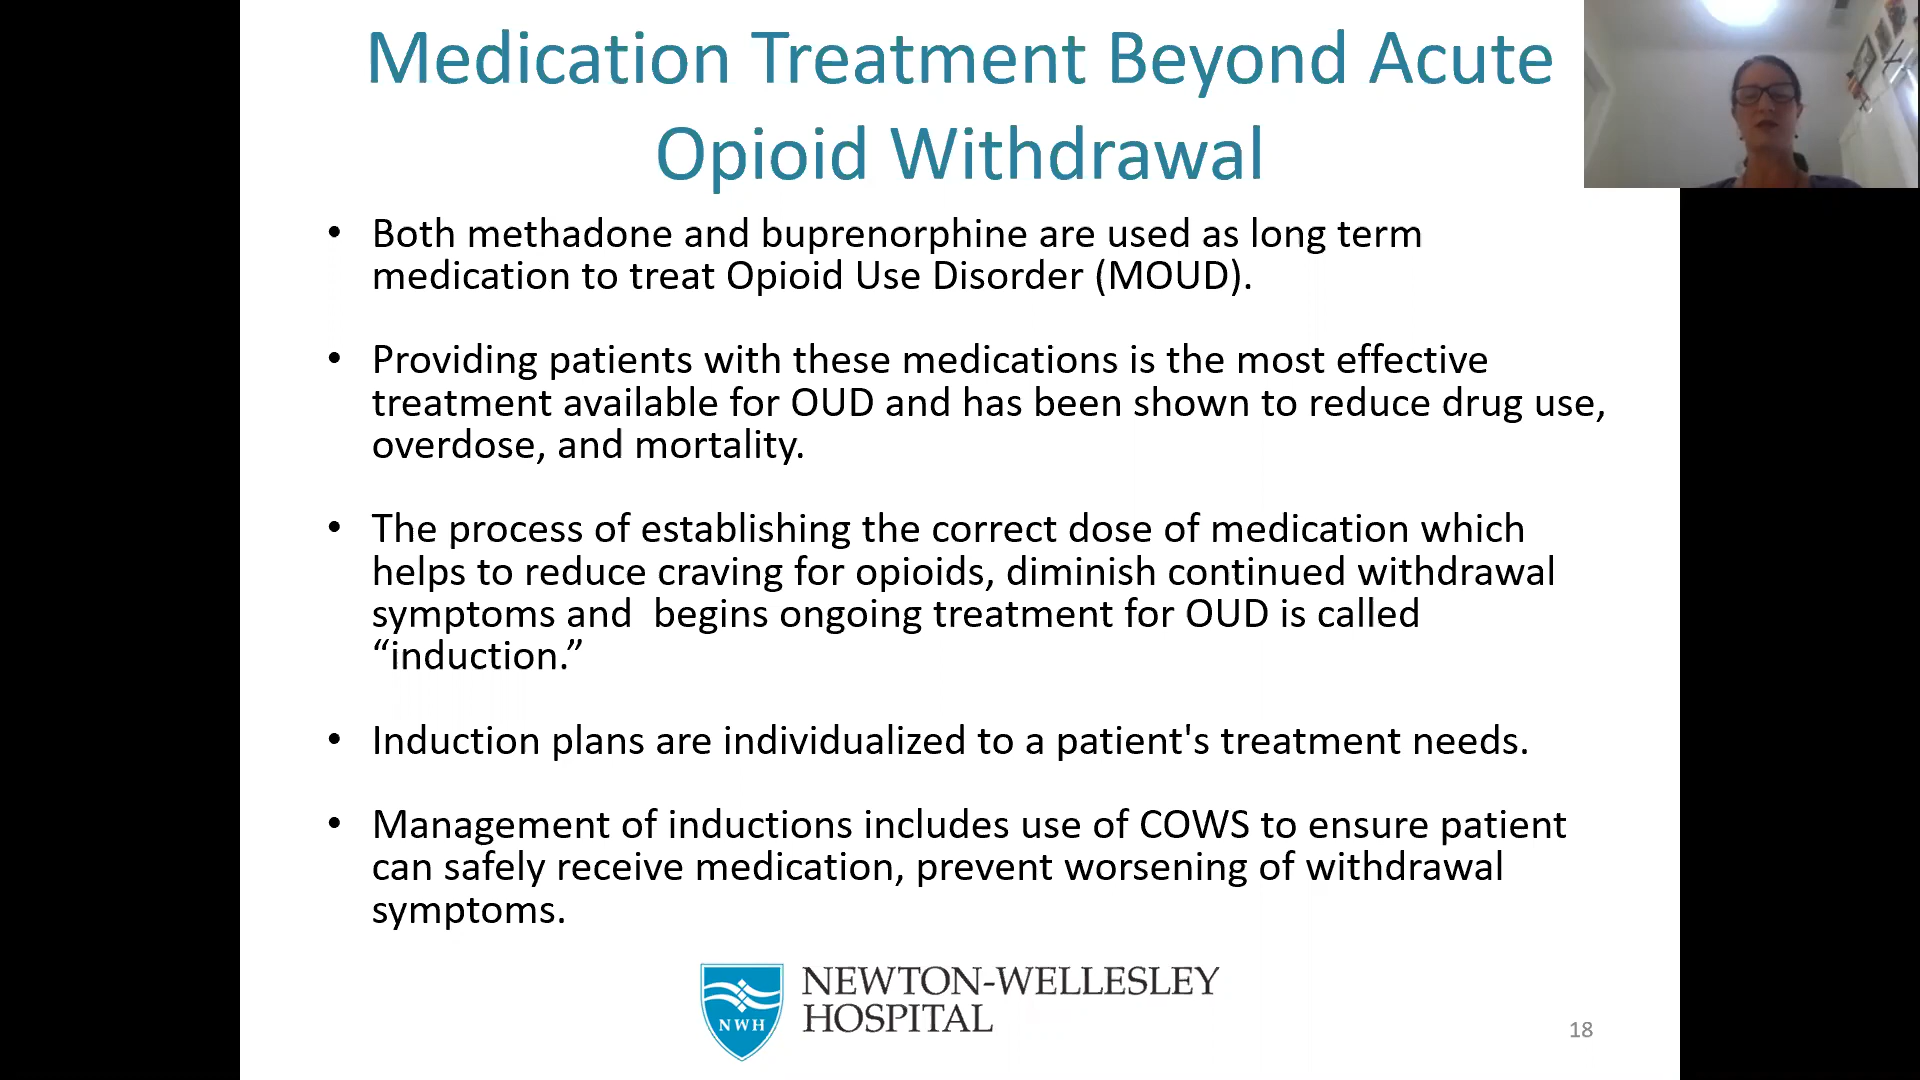 Medication Treatment Beyond Acute
Opioid Withdrawal
• Both methadone and buprenorphine are used as long term
medication to treat Opioid Use Disorder (MOUD).
• Providing patients with these medications is the most effective
treatment available for OUD and has been shown to reduce drug use,
overdose, and mortality.
• The process of establishing the correct dose of medication which
helps to reduce craving for opioids, diminish continued withdrawal
symptoms and  begins ongoing treatment for OUD is called
“induction.”
• Induction plans are individualized to a patient's treatment needs.
• Management of inductions includes use of COWS to ensure patient
can safely receive medication, prevent worsening of withdrawal
symptoms.
NWH
NEWTON-WELLESLEY
HOSPITAL
18